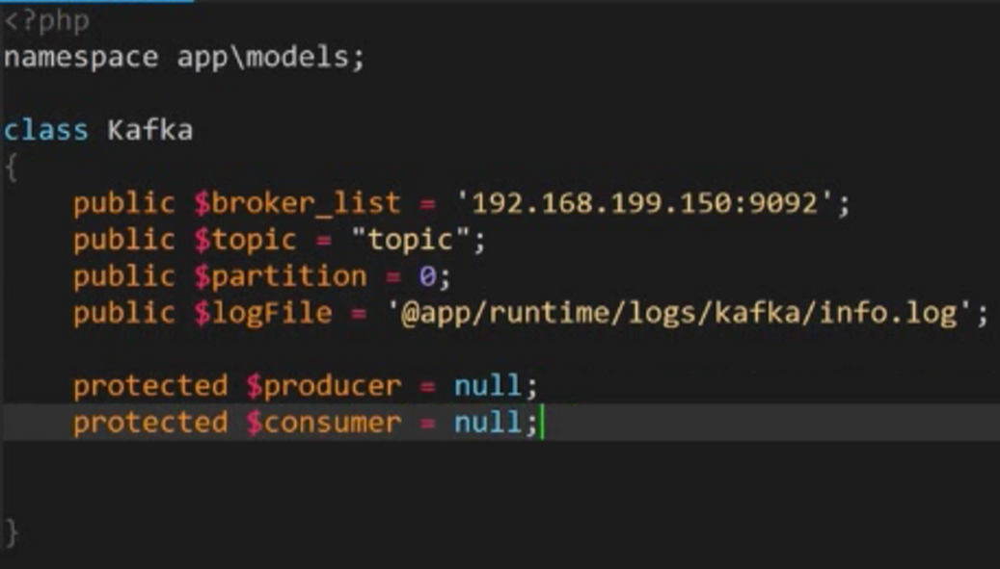 <?php
namespace app\models;
class Kafka
{
public $broker_list = '192.168.199.150:9092';
public $topic = "topic";
public $partition = 0;
public $logFile = '@app/runtime/logs/kafka/info.log';
protected $producer = null;
protected $consumer = null;
}